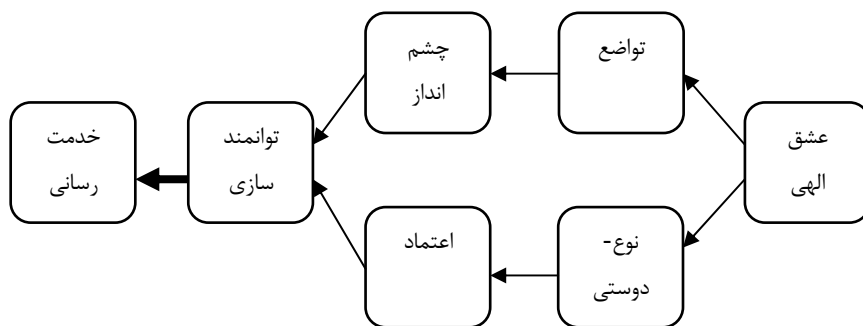 عشق
الهی
تواضع
نوع-
دوستی
چشم
انداز
اعتماد
توانمند
سازی
خدمت
رسانی